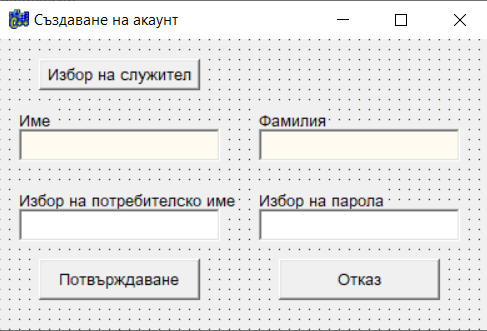 Създаване на акаунт
Избор на служител
Име Фамилия
Избор на потребителско име Избор на парола
Потвърждаване Отказ